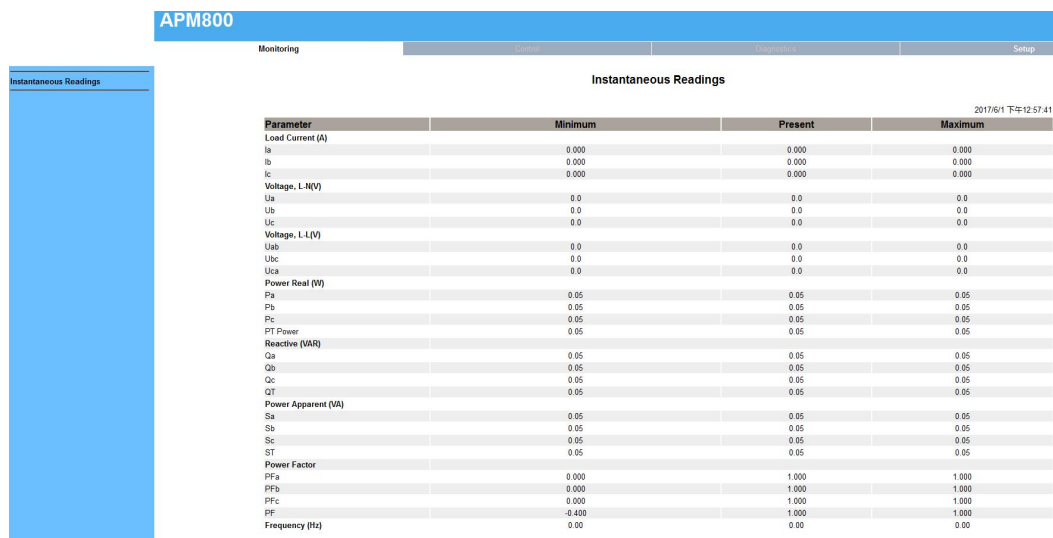 APM800
Monitoring Control Diagnostics Setup
Instantaneous Readings
Instantaneous Readings
2017/6/1 下午12:57:41
Parameter Minimum Present Maximum
Load Current (A)
Ia 0.000 0.000 0.000
Ib 0.000 0.000 0.000
Ic 0.000 0.000 0.000
Voltage, L-N(V)
Ua 0.0 0.0 0.0
Ub 0.0 0.0 0.0
Uc 0.0 0.0 0.0
Voltage, L-L(V)
Uab 0.0 0.0 0.0
Ubc 0.0 0.0 0.0
Uca 0.0 0.0 0.0
Power Real (W)
Pa 0.05 0.05 0.05
Pb 0.05 0.05 0.05
Pc 0.05 0.05 0.05
PT Power 0.05 0.05 0.05
Reactive (VAR)
Qa 0.05 0.05 0.05
Qb 0.05 0.05 0.05
Qc 0.05 0.05 0.05
QT 0.05 0.05 0.05
Power Apparent (VA)
Sa 0.05 0.05 0.05
Sb 0.05 0.05 0.05
Sc 0.05 0.05 0.05
ST 0.05 0.05 0.05
Power Factor
PFa 0.000 1.000 1.000
PFb 0.000 1.000 1.000
PFc 0.000 1.000 1.000
PF -0.400 1.000 1.000
Frequency (Hz) 0.00 0.00 0.00